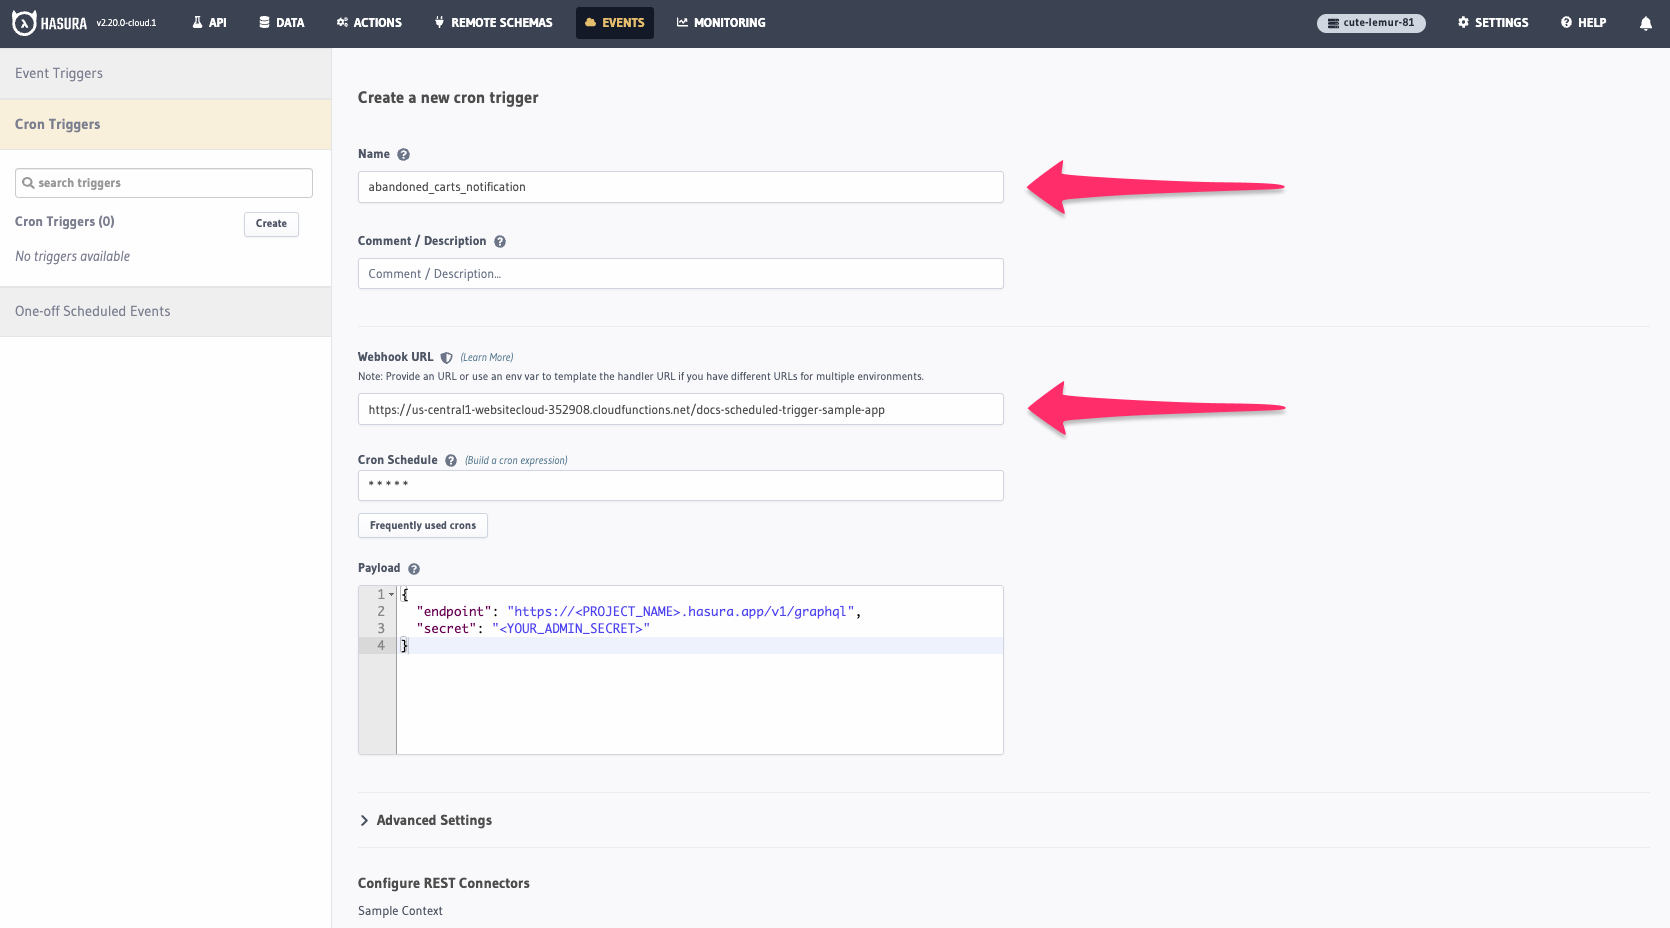 HASURA v2.20.0-cloud.1 API DATA ACTIONS REMOTE SCHEMAS EVENTS MONITORING cute-lemur-81 SETTINGS HELP
Event Triggers
Cron Triggers
search triggers
Cron Triggers (0) Create
No triggers available
One-off Scheduled Events
Create a new cron trigger
Name
abandoned_carts_notification
Comment / Description
Comment / Description...
Webhook URL (Learn More)
Note: Provide an URL or use an env var to template the handler URL if you have different URLs for multiple environments.
https://us-central1-websitecloud-352908.cloudfunctions.net/docs-scheduled-trigger-sample-app
Cron Schedule (Build a cron expression)
* * * * *
Frequently used crons
Payload
1 {
2 "endpoint": "https://<PROJECT_NAME>.hasura.app/v1/graphql",
3 "secret": "<YOUR_ADMIN_SECRET>"
4 }
Advanced Settings
Configure REST Connectors
Sample Context